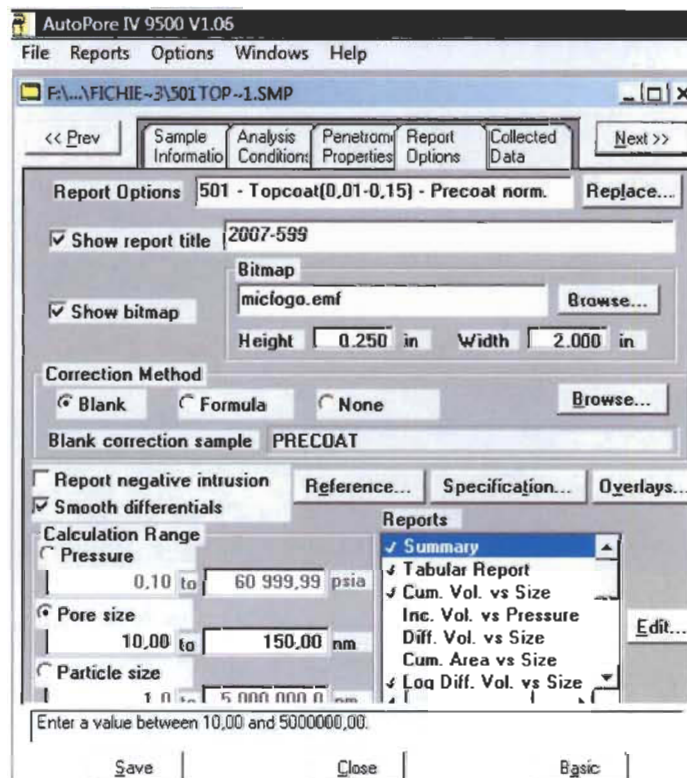 AutoPore IV 9500 V1.06
File Reports Options Windows Help
F:\...\FICHIE~3\501TOP~1.SMP
<< Prev
Sample Informatio
Analysis Conditions
Penetrome Properties
Report Options
Collected Data
Next >>
Report Options 501 - Topcoat(0,01-0,15) - Precoat norm. Replace...
Show report title 2007-599
Bitmap
Show bitmap miclogo.emf Browse...
Height 0.250 in Width 2.000 in
Correction Method
Blank Formula None Browse...
Blank correction sample PRECOAT
Report negative intrusion Reference... Specification... Overlays...
Smooth differentials
Calculation Range
Pressure
0,10 to 60 999,99 psia
Pore size
10,00 to 150,00 nm
Particle size
1.0 to 5 000 000.0 nm
Reports
Summary
Tabular Report
Cum. Vol. vs Size
Inc. Vol. vs Pressure
Diff. Vol. vs Size
Cum. Area vs Size
Log Diff. Vol. vs Size
Edit...
Enter a value between 10,00 and 5000000,00.
Save Close Basic